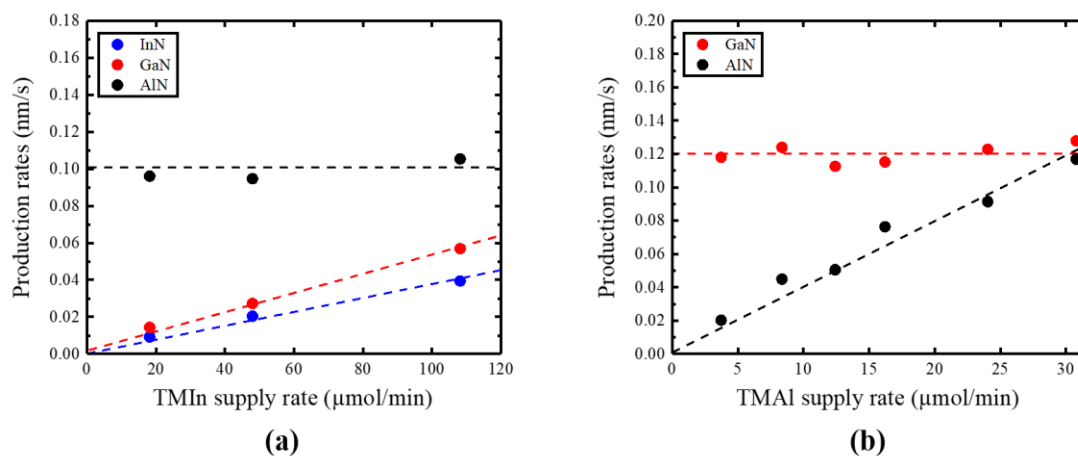 0.18
0.16
0.14
0.12
0.10
0.08
0.06
0.04
0.02
0.00
Production rates (nm/s)
InN
GaN
AlN
0 20 40 60 80 100 120
TMIn supply rate (μmol/min)
(a)
0.20
0.18
0.16
0.14
0.12
0.10
0.08
0.06
0.04
0.02
0.00
Production rates (nm/s)
GaN
AlN
0 5 10 15 20 25 30
TMAl supply rate (μmol/min)
(b)